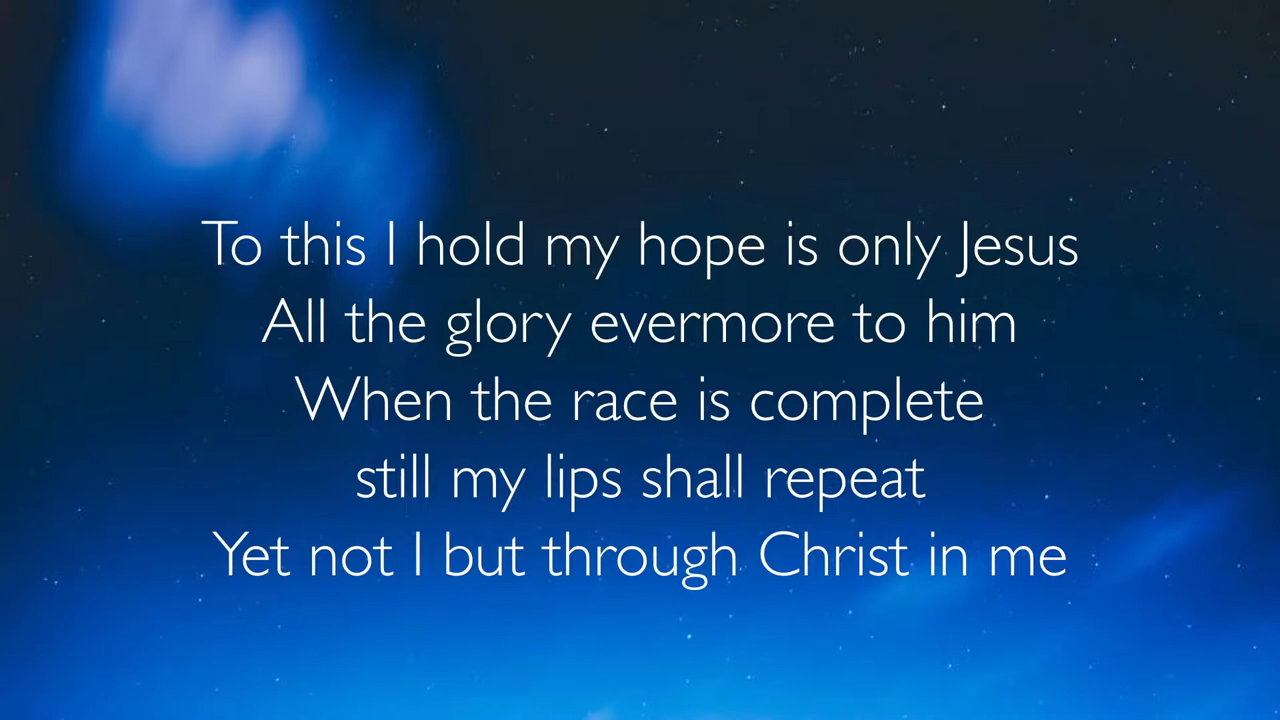 To this I hold my hope is only Jesus
All the glory evermore to him
When the race is complete
still my lips shall repeat
Yet not I but through Christ in me